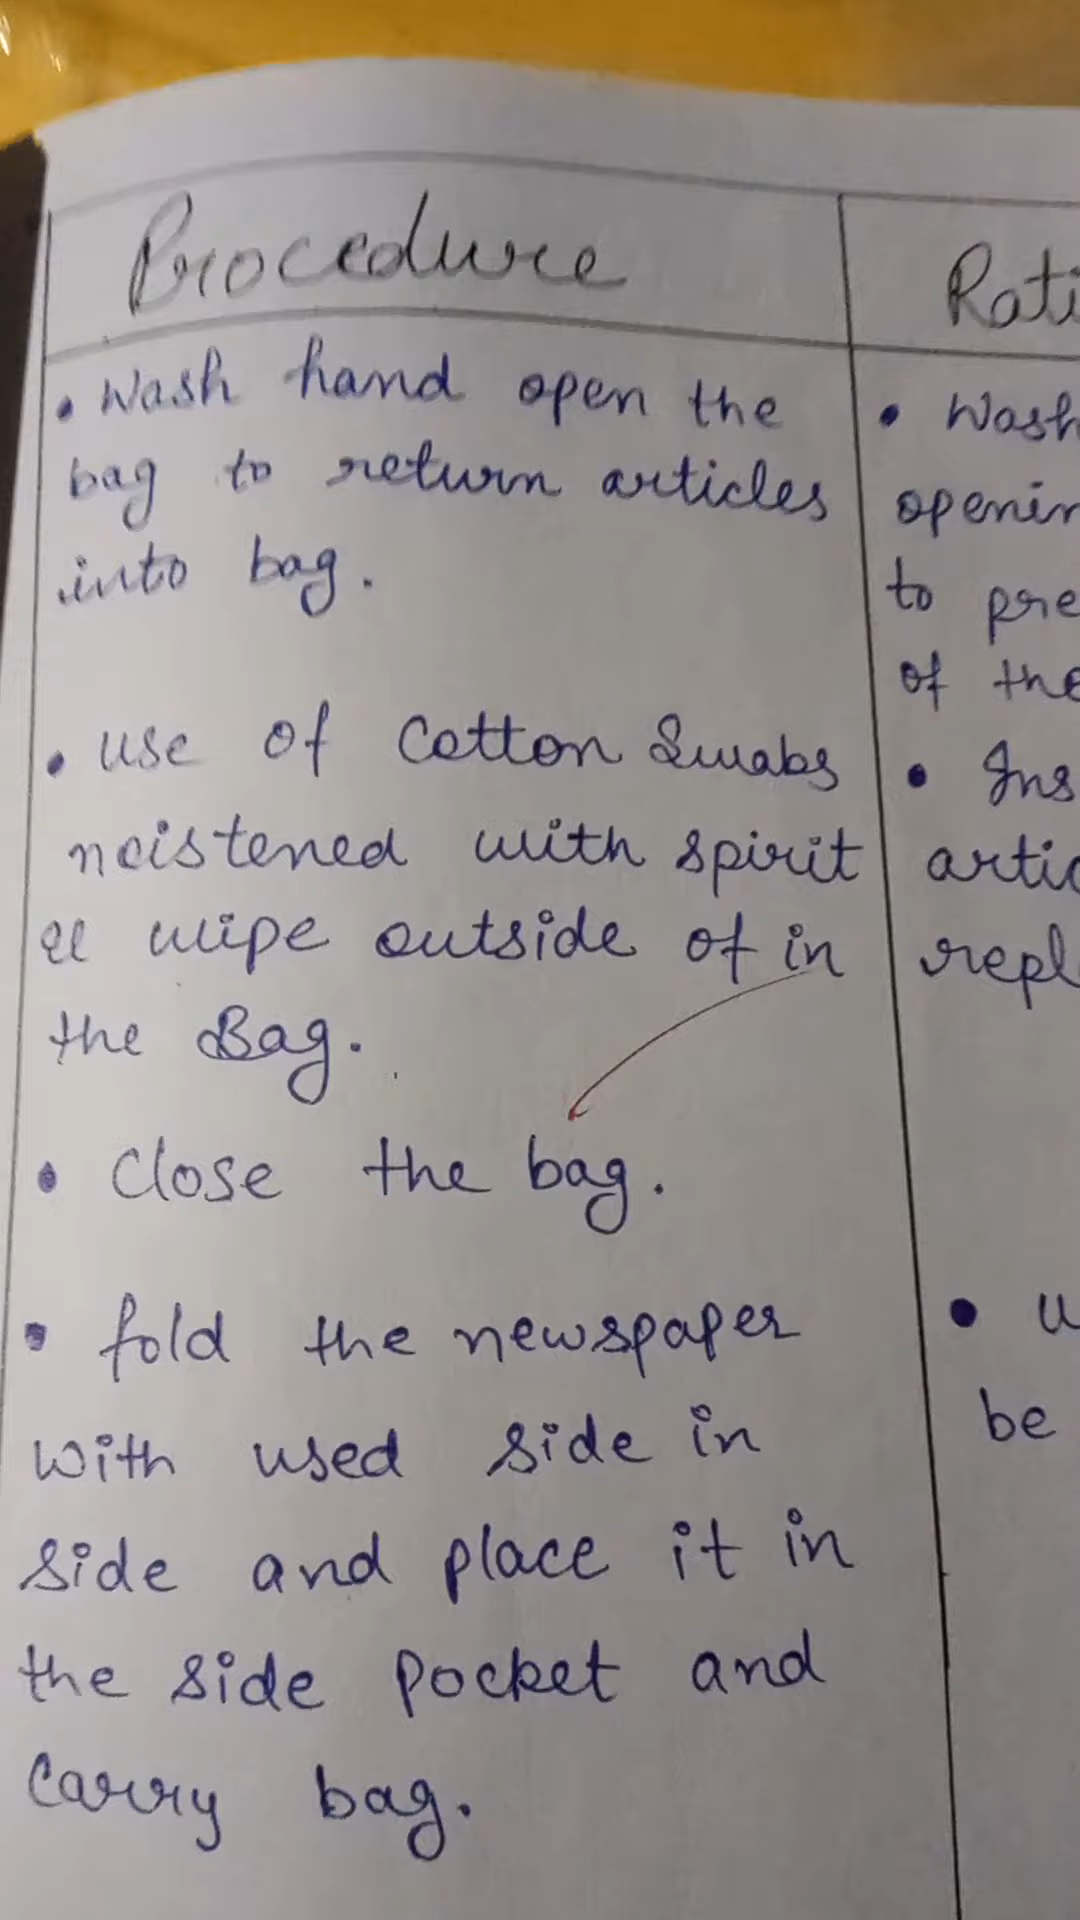 Procedure
• Wash hand open the
bag to return articles
into bag.
• use of Cotton Swabs
moistened with spirit
wipe outside of in
the Bag.
• Close the bag.
• fold the newspaper
with used side in
side and place it in
the side pocket and
carry bag.
Rati
• Wash
openin
to pre
of the
• Ins
artic
repl
• u
be